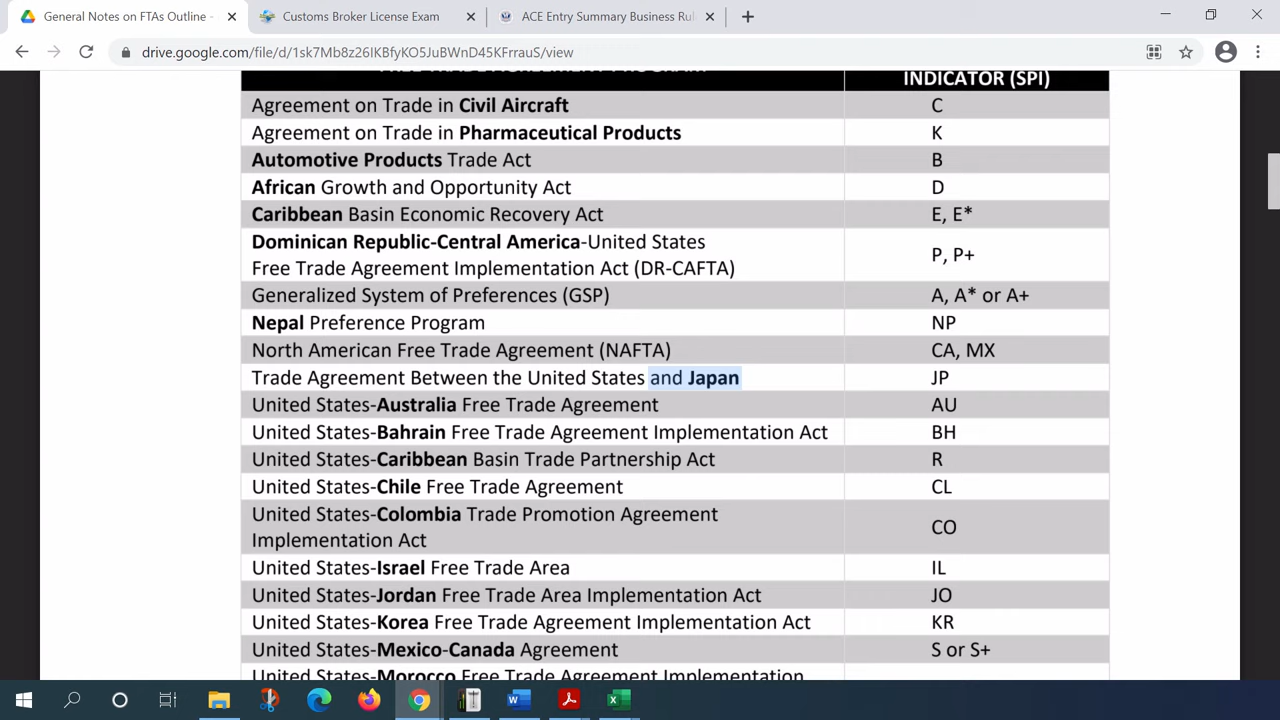 General Notes on FTAs Outline -
Customs Broker License Exam
ACE Entry Summary Business Rul
drive.google.com/file/d/1sk7Mb8z26IKBfyKO5JuBWnD45KFrrauS/view
INDICATOR (SPI)
Agreement on Trade in Civil Aircraft C
Agreement on Trade in Pharmaceutical Products K
Automotive Products Trade Act B
African Growth and Opportunity Act D
Caribbean Basin Economic Recovery Act E, E*
Dominican Republic-Central America-United States
Free Trade Agreement Implementation Act (DR-CAFTA) P, P+
Generalized System of Preferences (GSP) A, A* or A+
Nepal Preference Program NP
North American Free Trade Agreement (NAFTA) CA, MX
Trade Agreement Between the United States and Japan JP
United States-Australia Free Trade Agreement AU
United States-Bahrain Free Trade Agreement Implementation Act BH
United States-Caribbean Basin Trade Partnership Act R
United States-Chile Free Trade Agreement CL
United States-Colombia Trade Promotion Agreement
Implementation Act CO
United States-Israel Free Trade Area IL
United States-Jordan Free Trade Area Implementation Act JO
United States-Korea Free Trade Agreement Implementation Act KR
United States-Mexico-Canada Agreement S or S+
United States-Morocco Free Trade Agreement Implementation